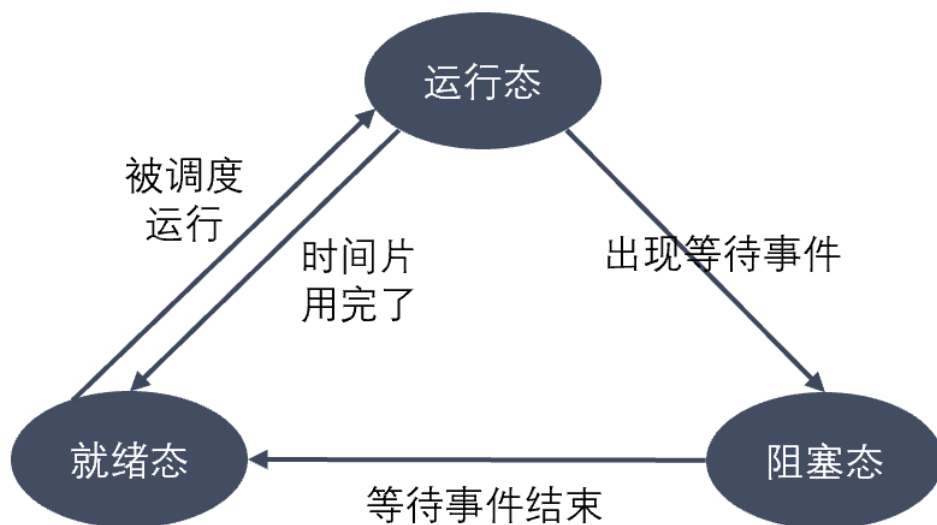 运行态
被调度
运行
时间片
用完了
出现等待事件
就绪态
阻塞态
等待事件结束